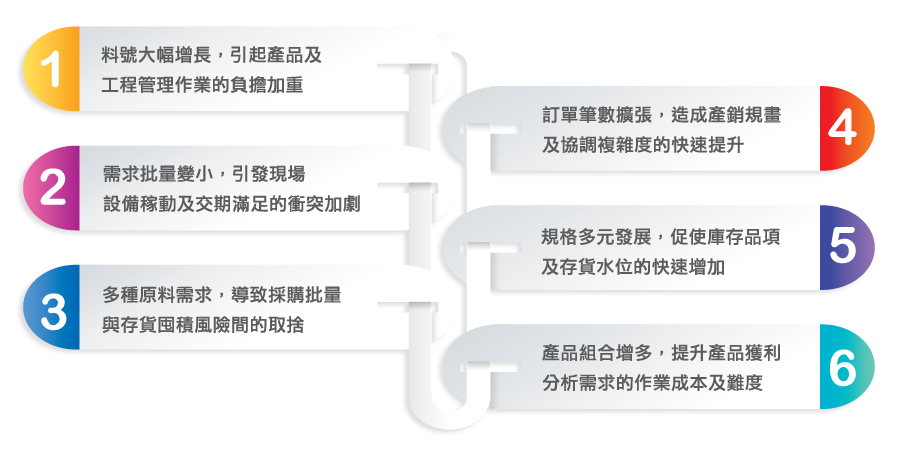 1
料號大幅增長，引起產品及
工程管理作業的負擔加重
2
需求批量變小，引發現場
設備稼動及交期滿足的衝突加劇
3
多種原料需求，導致採購批量
與存貨囤積風險間的取捨
4
訂單筆數擴張，造成產銷規畫
及協調複雜度的快速提升
5
規格多元發展，促使庫存品項
及存貨水位的快速增加
6
產品組合增多，提升產品獲利
分析需求的作業成本及難度